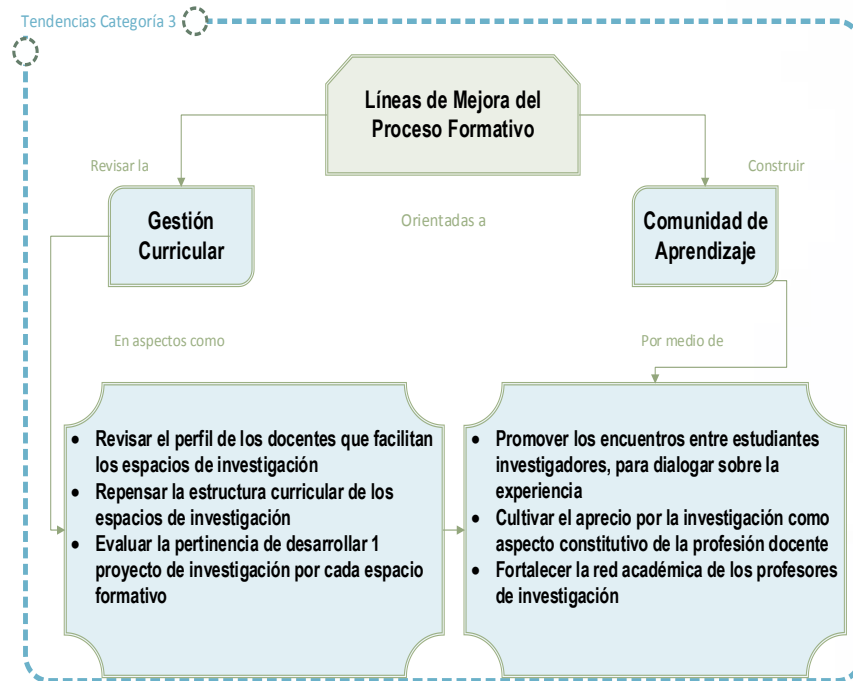 Tendencias Categoría 3
Líneas de Mejora del
Proceso Formativo
Revisar la
Construir
Gestión
Curricular
Orientadas a
Comunidad de
Aprendizaje
En aspectos como
Por medio de
• Revisar el perfil de los docentes que facilitan
los espacios de investigación
• Repensar la estructura curricular de los
espacios de investigación
• Evaluar la pertinencia de desarrollar 1
proyecto de investigación por cada espacio
formativo
• Promover los encuentros entre estudiantes
investigadores, para dialogar sobre la
experiencia
• Cultivar el aprecio por la investigación como
aspecto constitutivo de la profesión docente
• Fortalecer la red académica de los profesores
de investigación